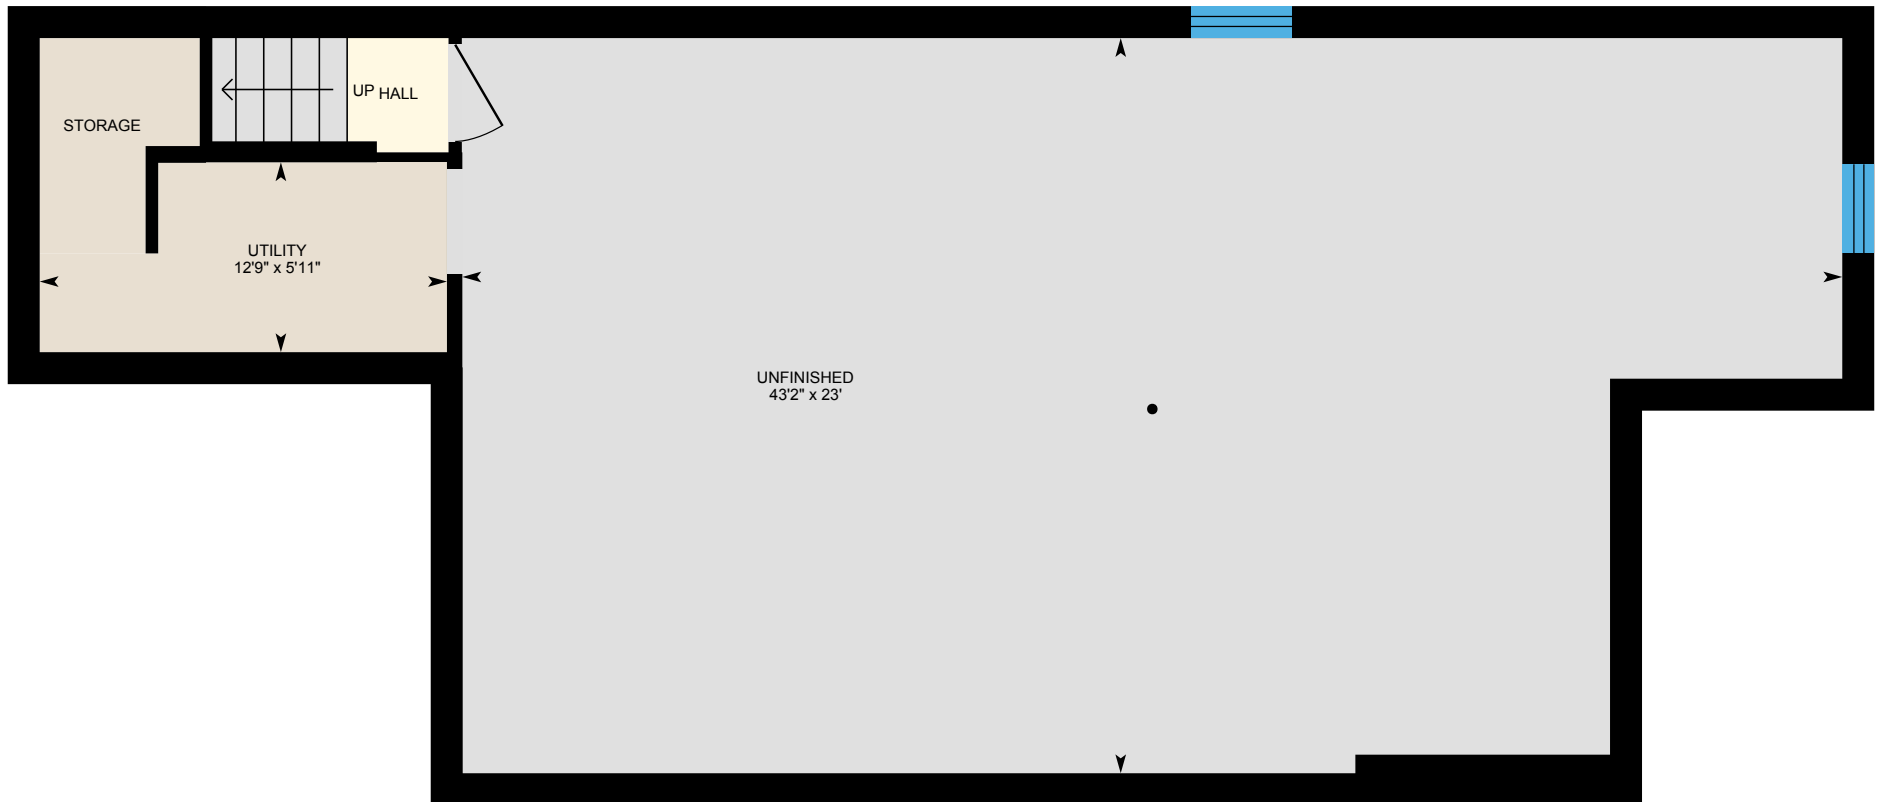 STORAGE
UP
HALL
UTILITY
12'9" x 5'11"
UNFINISHED
43'2" x 23'